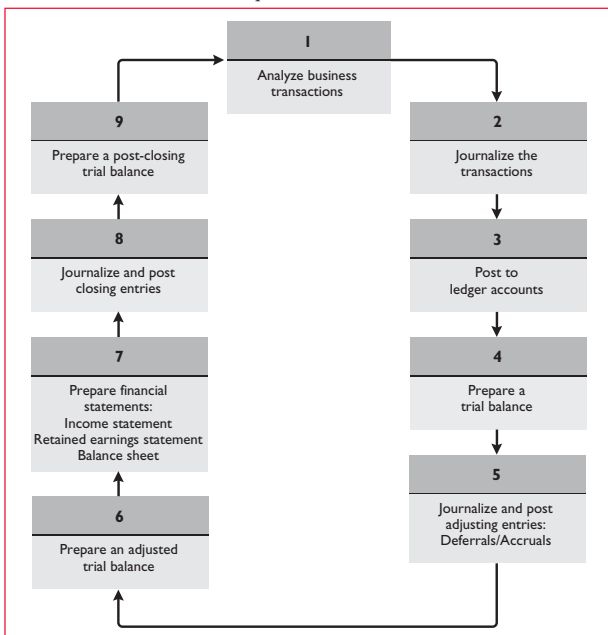 1
Analyze business
transactions
2
Journalize the
transactions
3
Post to
ledger accounts
4
Prepare a
trial balance
5
Journalize and post
adjusting entries:
Deferrals/Accruals
6
Prepare an adjusted
trial balance
7
Prepare financial
statements:
Income statement
Retained earnings statement
Balance sheet
8
Journalize and post
closing entries
9
Prepare a post-closing
trial balance